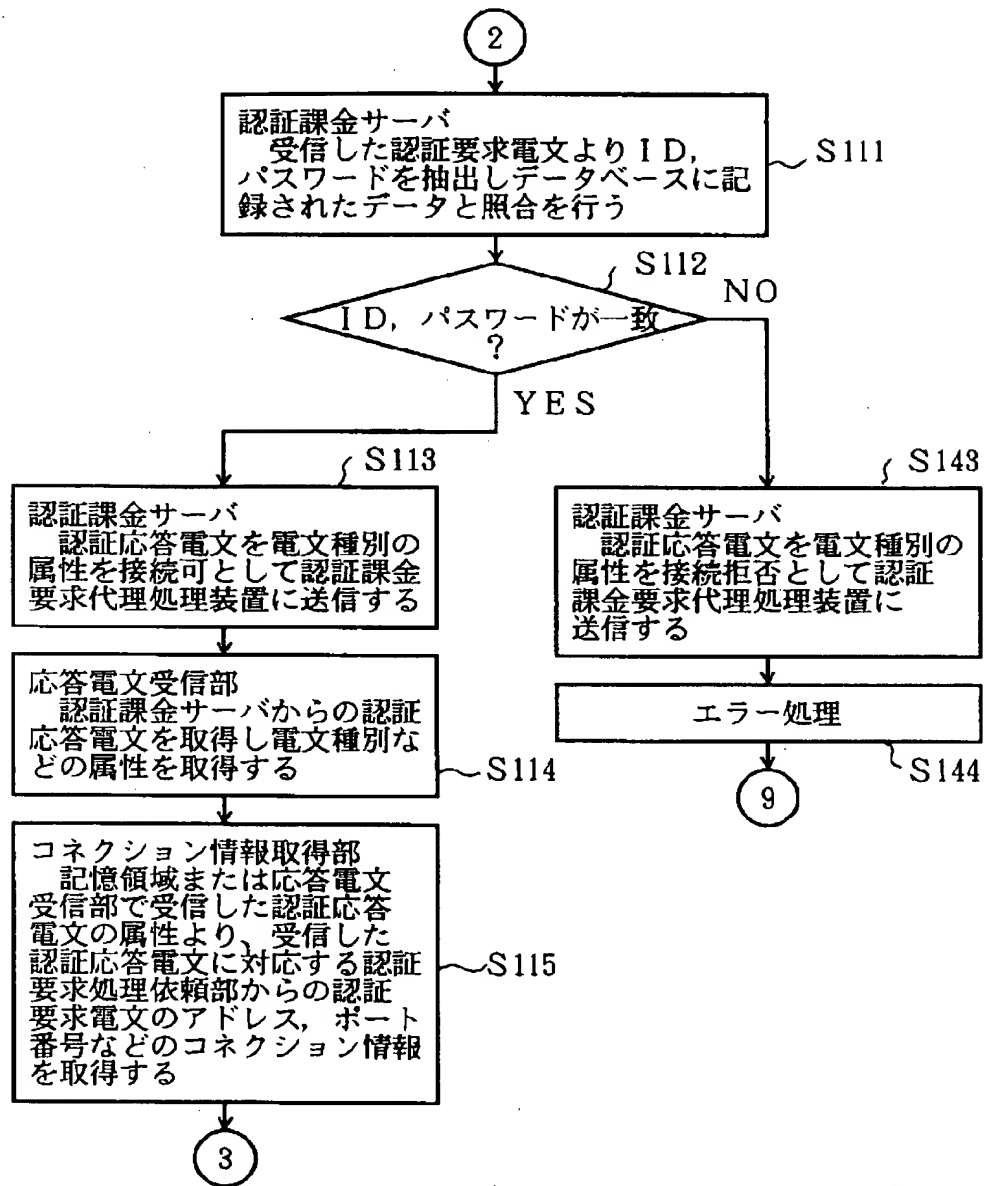 2
認証課金サーバ
受信した認証要求電文よりID,
パスワードを抽出しデータベースに記
録されたデータと照合を行う
S111
S112
ID, パスワードが一致
?
NO
YES
S113
認証課金サーバ
認証応答電文を電文種別の
属性を接続可として認証課金
要求代理処理装置に送信する
応答電文受信部
認証課金サーバからの認証
応答電文を取得し電文種別な
どの属性を取得する
S114
コネクション情報取得部
記憶領域または応答電文
受信部で受信した認証応答
電文の属性より、受信した
認証応答電文に対応する認証
要求処理依頼部からの認証
要求電文のアドレス, ポート
番号などのコネクション情報
を取得する
S115
3
S143
認証課金サーバ
認証応答電文を電文種別の
属性を接続拒否として認証
課金要求代理処理装置に
送信する
エラー処理
S144
9